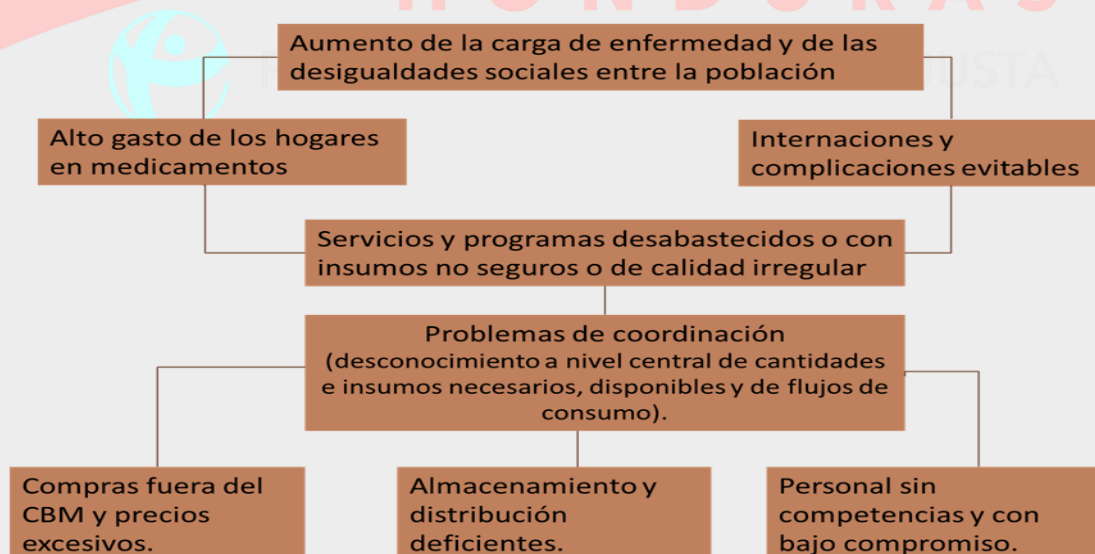 HONDURAS
JUSTA
Aumento de la carga de enfermedad y de las
desigualdades sociales entre la población
Alto gasto de los hogares
en medicamentos
Internaciones y
complicaciones evitables
Servicios y programas desabastecidos o con
insumos no seguros o de calidad irregular
Problemas de coordinación
(desconocimiento a nivel central de cantidades
e insumos necesarios, disponibles y de flujos de
consumo).
Compras fuera del
CBM y precios
excesivos.
Almacenamiento y
distribución
deficientes.
Personal sin
competencias y con
bajo compromiso.